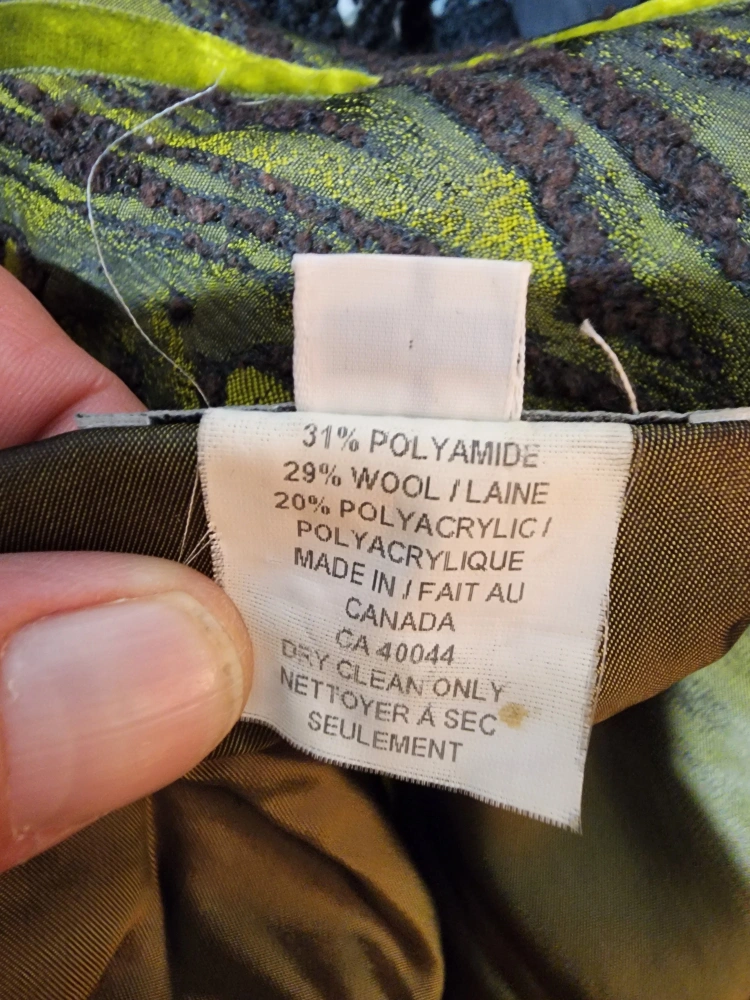 31% POLYAMIDE
29% WOOL / LAINE
20% POLYACRYLIC /
POLYACRYLIQUE
MADE IN / FAIT AU
CANADA
CA 40044
DRY CLEAN ONLY
NETTOYER À SEC
SEULEMENT